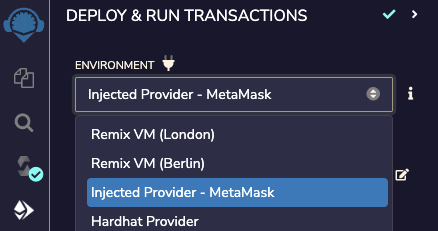 DEPLOY & RUN TRANSACTIONS
ENVIRONMENT
Injected Provider - MetaMask
Remix VM (London)
Remix VM (Berlin)
Injected Provider - MetaMask
Hardhat Provider